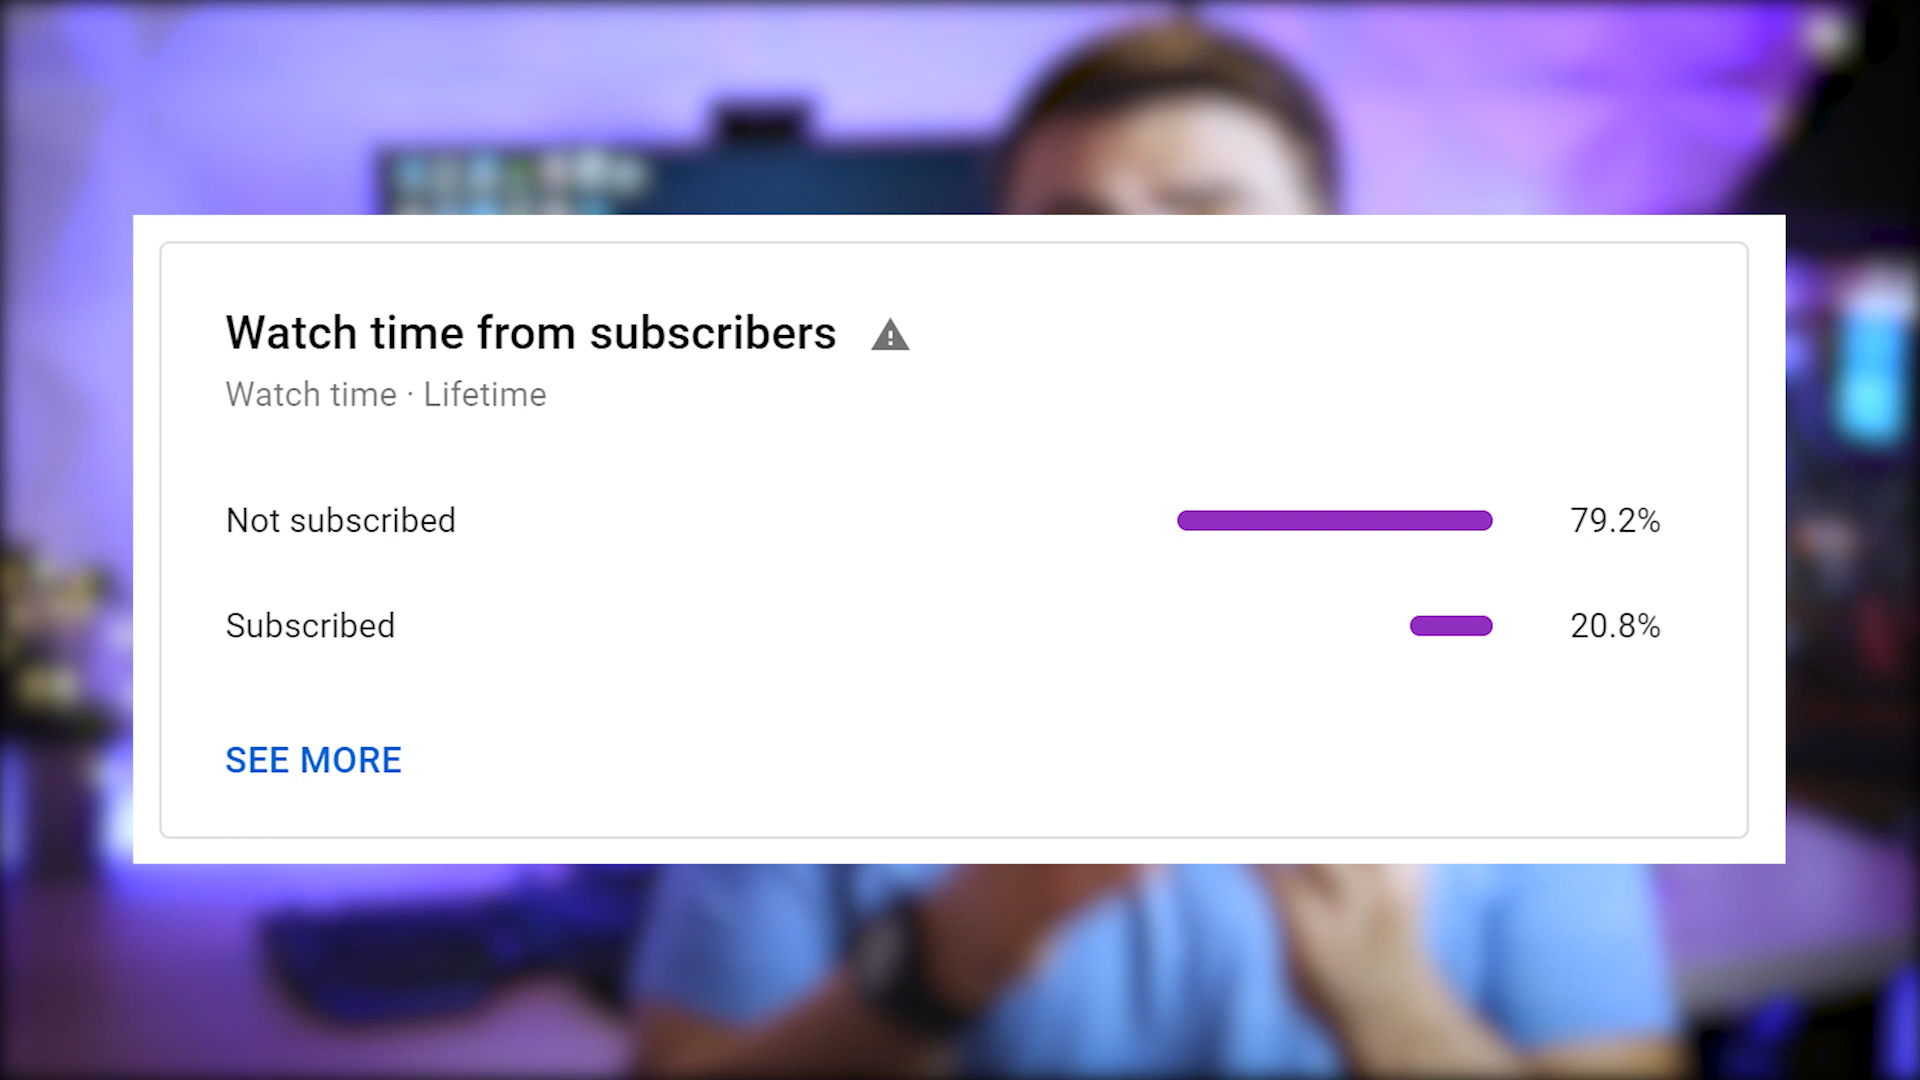 Watch time from subscribers
Watch time · Lifetime
Not subscribed 79.2%
Subscribed 20.8%
SEE MORE